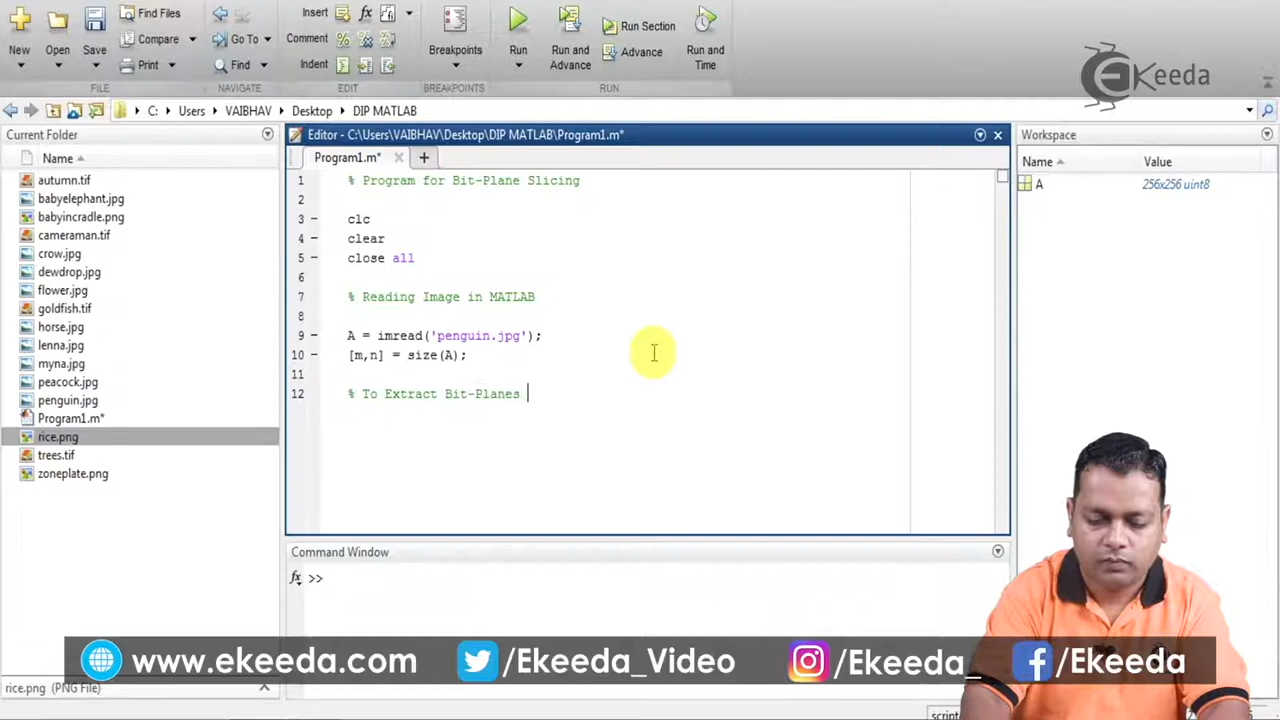 New
Open
Save
Find Files
Compare
Print
FILE
Go To
Find
NAVIGATE
Insert
fx
Comment
Indent
EDIT
Breakpoints
BREAKPOINTS
Run
Run and
Advance
Run Section
Advance
Run and
Time
RUN
EKeeda
C: Users VAIBHAV Desktop DIP MATLAB
Current Folder
Name
autumn.tif
babyelephant.jpg
babyincradle.png
cameraman.tif
crow.jpg
dewdrop.jpg
flower.jpg
goldfish.tif
horse.jpg
lenna.jpg
myna.jpg
peacock.jpg
penguin.jpg
Program1.m*
rice.png
trees.tif
zoneplate.png
rice.png (PNG File)
Editor - C:\Users\VAIBHAV\Desktop\DIP MATLAB\Program1.m*
Program1.m*
1 % Program for Bit-Plane Slicing
2
3 clc
4 clear
5 close all
6
7 % Reading Image in MATLAB
8
9 A = imread('penguin.jpg');
10 [m,n] = size(A);
11
12 % To Extract Bit-Planes
Command Window
fx >>
Workspace
Name Value
A 256x256 uint8
www.ekeeda.com /Ekeeda_Video /Ekeeda_ /Ekeeda
script